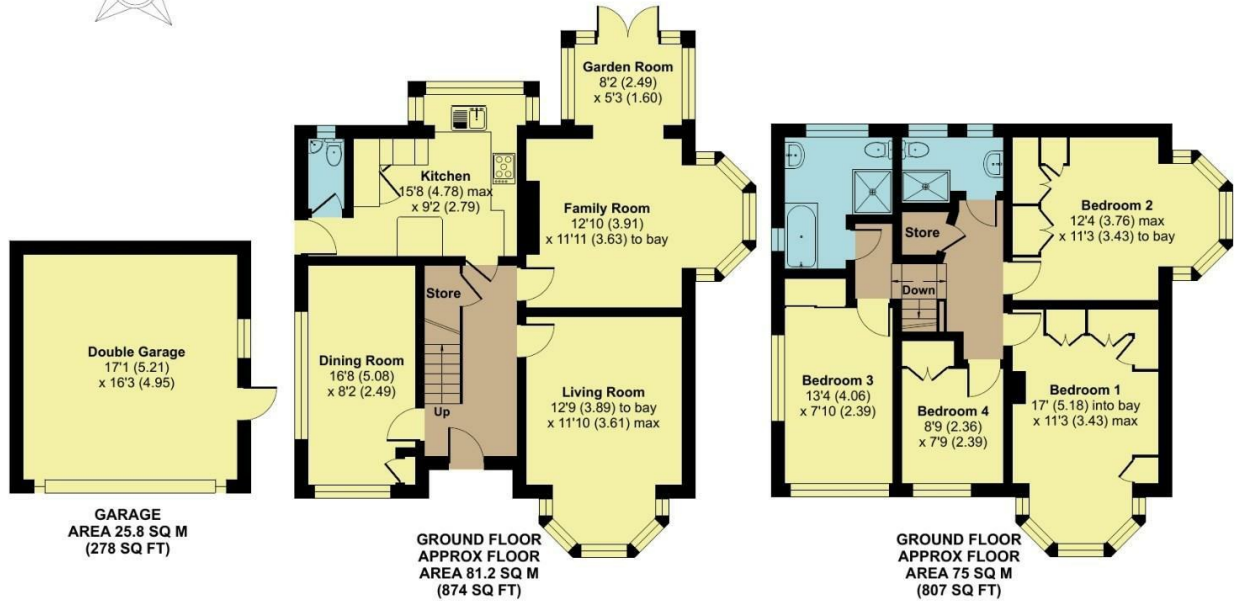 Double Garage
17'1 (5.21)
x 16'3 (4.95)
GARAGE
AREA 25.8 SQ M
(278 SQ FT)
Garden Room
8'2 (2.49)
x 5'3 (1.60)
Kitchen
15'8 (4.78) max
x 9'2 (2.79)
Family Room
12'10 (3.91)
x 11'11 (3.63) to bay
Store
Dining Room
16'8 (5.08)
x 8'2 (2.49)
Up
Living Room
12'9 (3.89) to bay
x 11'10 (3.61) max
GROUND FLOOR
APPROX FLOOR
AREA 81.2 SQ M
(874 SQ FT)
Store
Bedroom 2
12'4 (3.76) max
x 11'3 (3.43) to bay
Down
Bedroom 3
13'4 (4.06)
x 7'10 (2.39)
Bedroom 4
8'9 (2.36)
x 7'9 (2.39)
Bedroom 1
17' (5.18) into bay
x 11'3 (3.43) max
GROUND FLOOR
APPROX FLOOR
AREA 75 SQ M
(807 SQ FT)